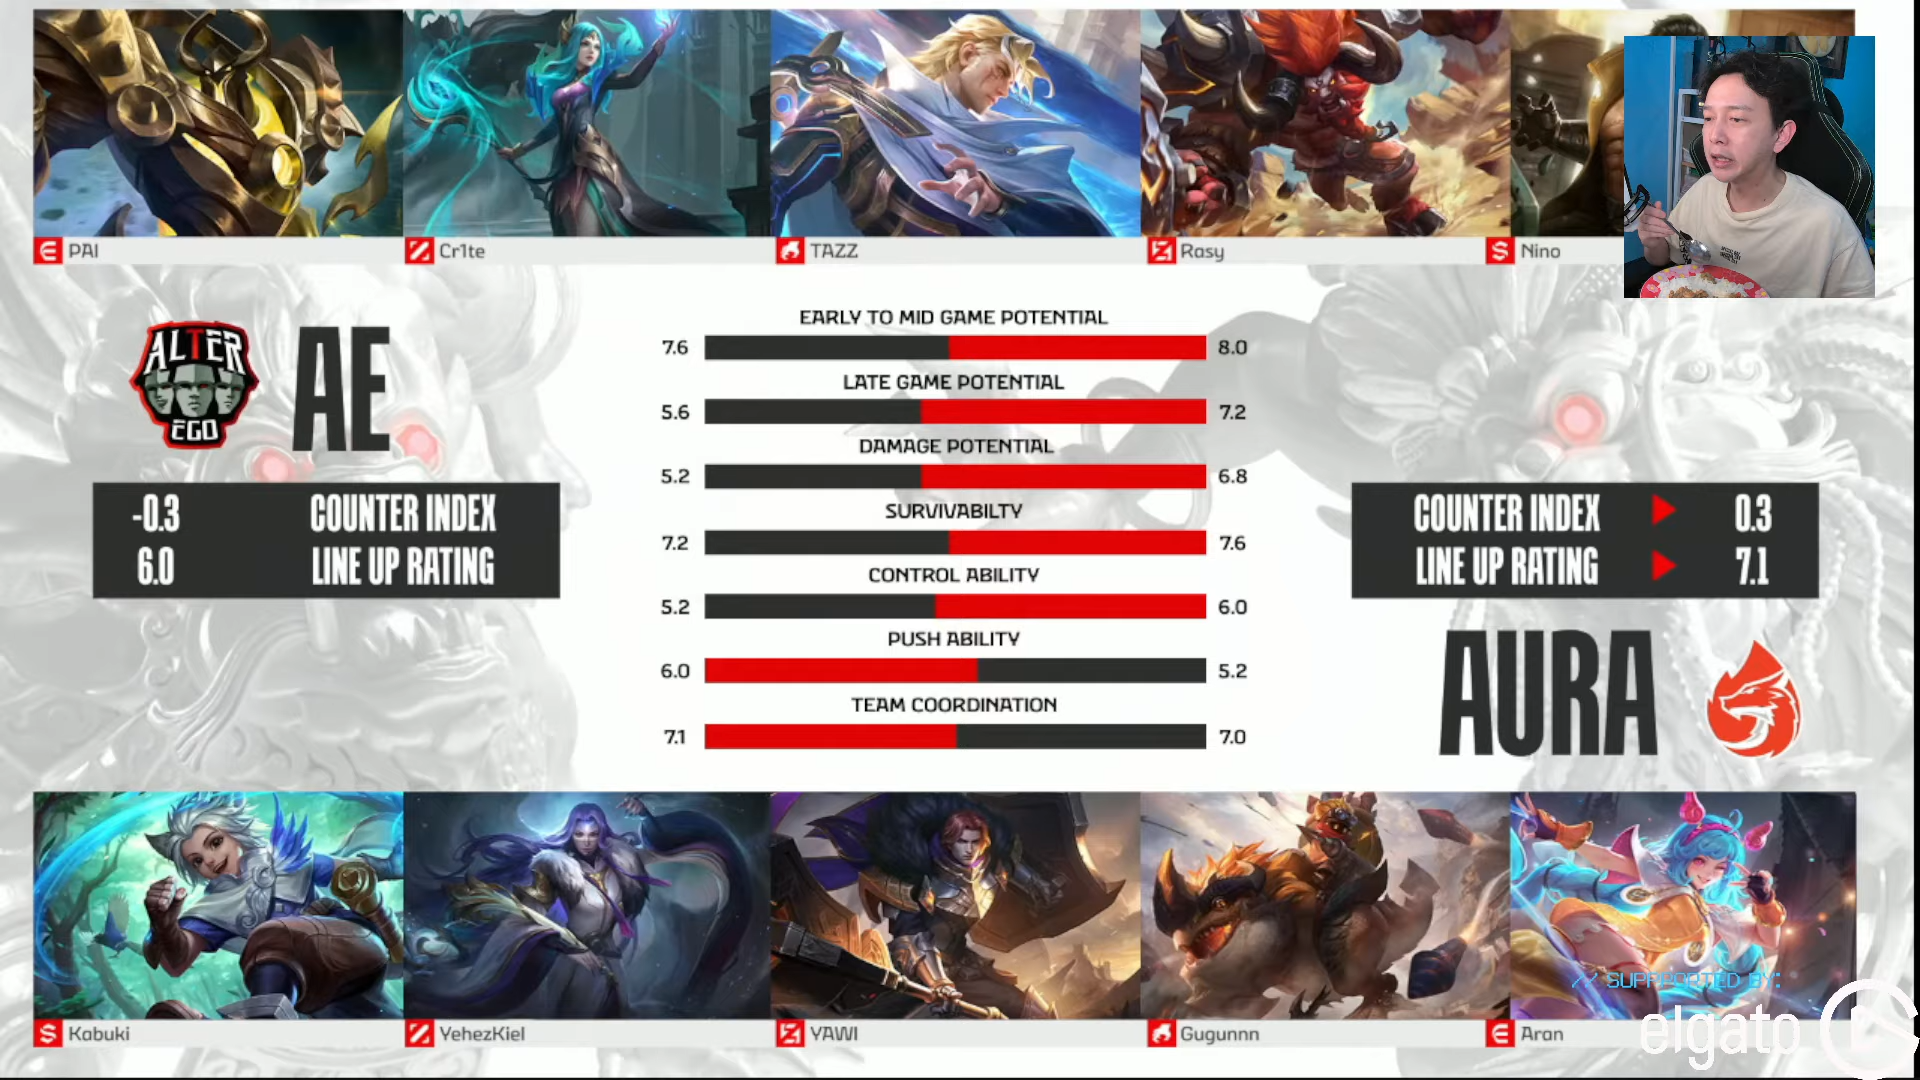 PAI
Cr1te
TAZZ
Rasy
Nino
EARLY TO MID GAME POTENTIAL
7.6 8.0
LATE GAME POTENTIAL
5.6 7.2
DAMAGE POTENTIAL
5.2 6.8
SURVIVABILTY
7.2 7.6
CONTROL ABILITY
5.2 6.0
PUSH ABILITY
6.0 5.2
TEAM COORDINATION
7.1 7.0
ALTER
EGO
AE
-0.3 COUNTER INDEX
6.0 LINE UP RATING
COUNTER INDEX 0.3
LINE UP RATING 7.1
AURA
Kabuki
YehezKiel
YAWI
Gugunnn
Aran
// SUPPPORTED BY:
elgato